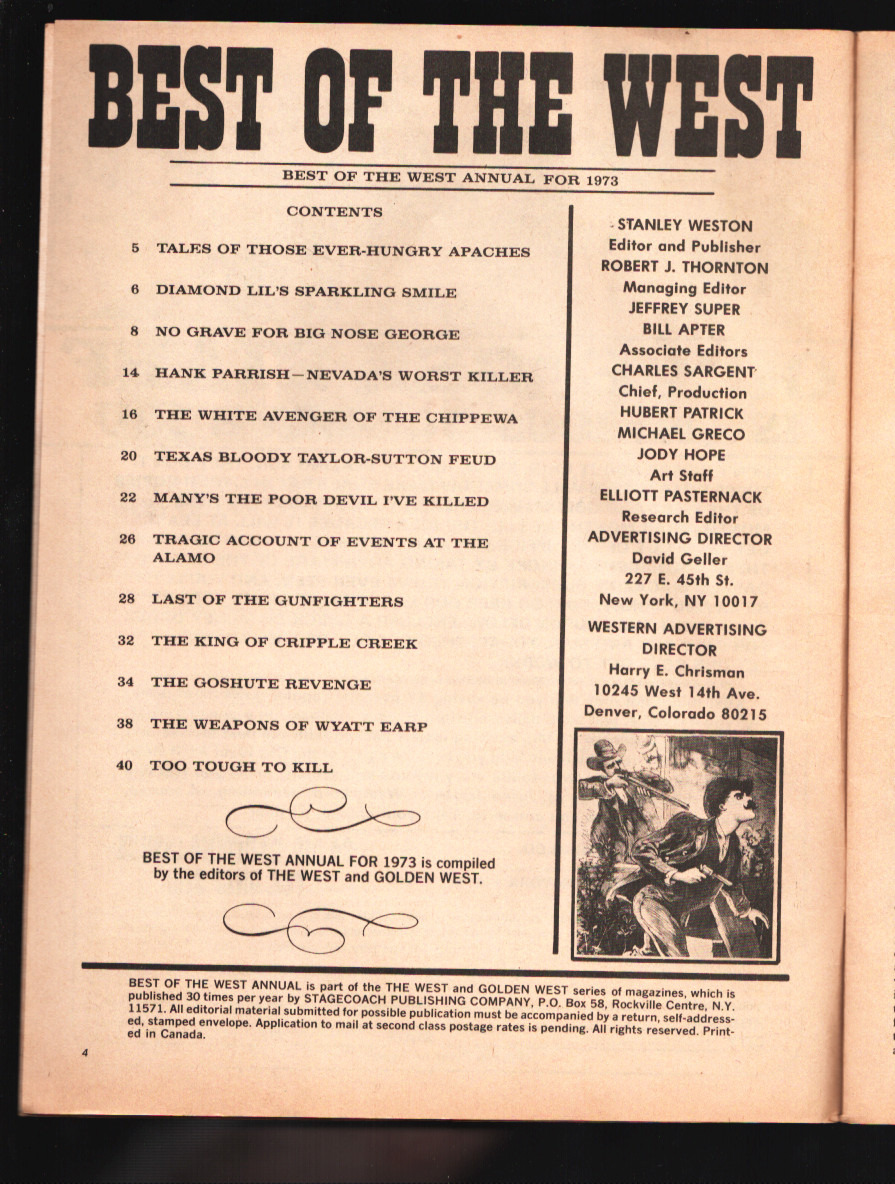 BEST OF THE WEST
BEST OF THE WEST ANNUAL FOR 1973
CONTENTS
5 TALES OF THOSE EVER-HUNGRY APACHES
6 DIAMOND LIL'S SPARKLING SMILE
8 NO GRAVE FOR BIG NOSE GEORGE
14 HANK PARRISH—NEVADA'S WORST KILLER
16 THE WHITE AVENGER OF THE CHIPPEWA
20 TEXAS BLOODY TAYLOR-SUTTON FEUD
22 MANY'S THE POOR DEVIL I'VE KILLED
26 TRAGIC ACCOUNT OF EVENTS AT THE
ALAMO
28 LAST OF THE GUNFIGHTERS
32 THE KING OF CRIPPLE CREEK
34 THE GOSHUTE REVENGE
38 THE WEAPONS OF WYATT EARP
40 TOO TOUGH TO KILL
BEST OF THE WEST ANNUAL FOR 1973 is compiled
by the editors of THE WEST and GOLDEN WEST.
STANLEY WESTON
Editor and Publisher
ROBERT J. THORNTON
Managing Editor
JEFFREY SUPER
BILL APTER
Associate Editors
CHARLES SARGENT
Chief, Production
HUBERT PATRICK
MICHAEL GRECO
JODY HOPE
Art Staff
ELLIOTT PASTERNACK
Research Editor
ADVERTISING DIRECTOR
David Geller
227 E. 45th St.
New York, NY 10017
WESTERN ADVERTISING
DIRECTOR
Harry E. Chrisman
10245 West 14th Ave.
Denver, Colorado 80215
BEST OF THE WEST ANNUAL is part of the THE WEST and GOLDEN WEST series of magazines, which is
published 30 times per year by STAGECOACH PUBLISHING COMPANY, P.O. Box 58, Rockville Centre, N.Y.
11571. All editorial material submitted for possible publication must be accompanied by a return, self-address-
ed, stamped envelope. Application to mail at second class postage rates is pending. All rights reserved. Print-
ed in Canada.
4